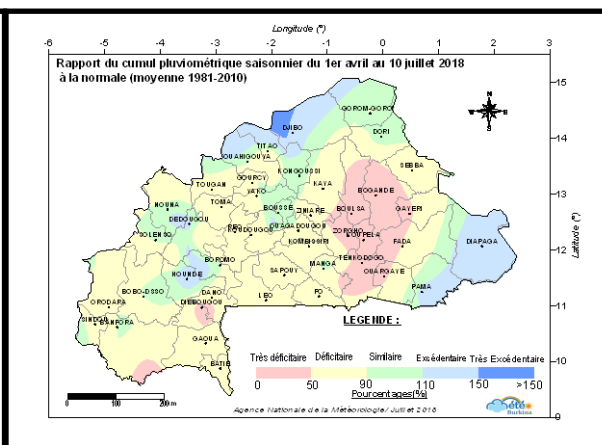 Longitude (°)
-6 -5 -4 -3 -2 -1 0 1 2 3
Rapport du cumul pluviométrique saisonnier du 1er avril au 10 juillet 2018
à la normale (moyenne 1981-2010)
15
N
S
GOROM-GORO
DJIBO
DORI
14
TITAO
OUAHIGOUYA
KONGOUSSI
SEBBA
TOUGAN
GOURCY
KAYA
BOGANDE
YAKO
13
NOUNA
TOMA
BOUSSE
ZINIARE
BOULSA
GAYERI
DEDOUGOU
KOUDOUGOU
OUAGADOUGOU
ZORGHO
SOLENSO
KOMBISSIRI
KOUPELA
FADA
DIAPAGA
Latitude (°)
BOROMO
MANGA
TENKODOGO
12
HOUNDE
SAPOUY
OUARGAYE
BOBO-DSSO
DANO
LEO
PO
PAMA
ORODARA
DIEBOUGOU
11
SINDOU
BANFORA
LEGENDE :
GAOUA
Très déficitaire Déficitaire Similaire Excédentaire Très Excédentaire
BATIE
10
0 50 90 110 150 >150
Pourcentages(%)
0 100 200 m
Agence Nationale de la Météorologie/ Juillet 2018
météo
Burkina
9